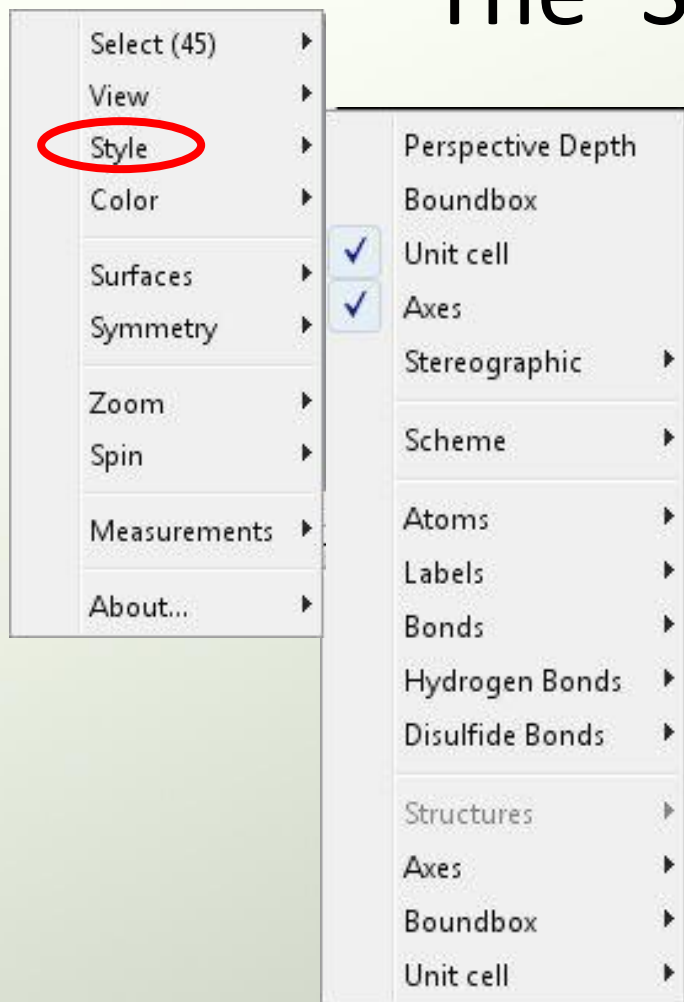 The S
Select (45)
View
Style
Color
Surfaces
Symmetry
Zoom
Spin
Measurements
About...
Perspective Depth
Boundbox
Unit cell
Axes
Stereographic
Scheme
Atoms
Labels
Bonds
Hydrogen Bonds
Disulfide Bonds
Structures
Axes
Boundbox
Unit cell